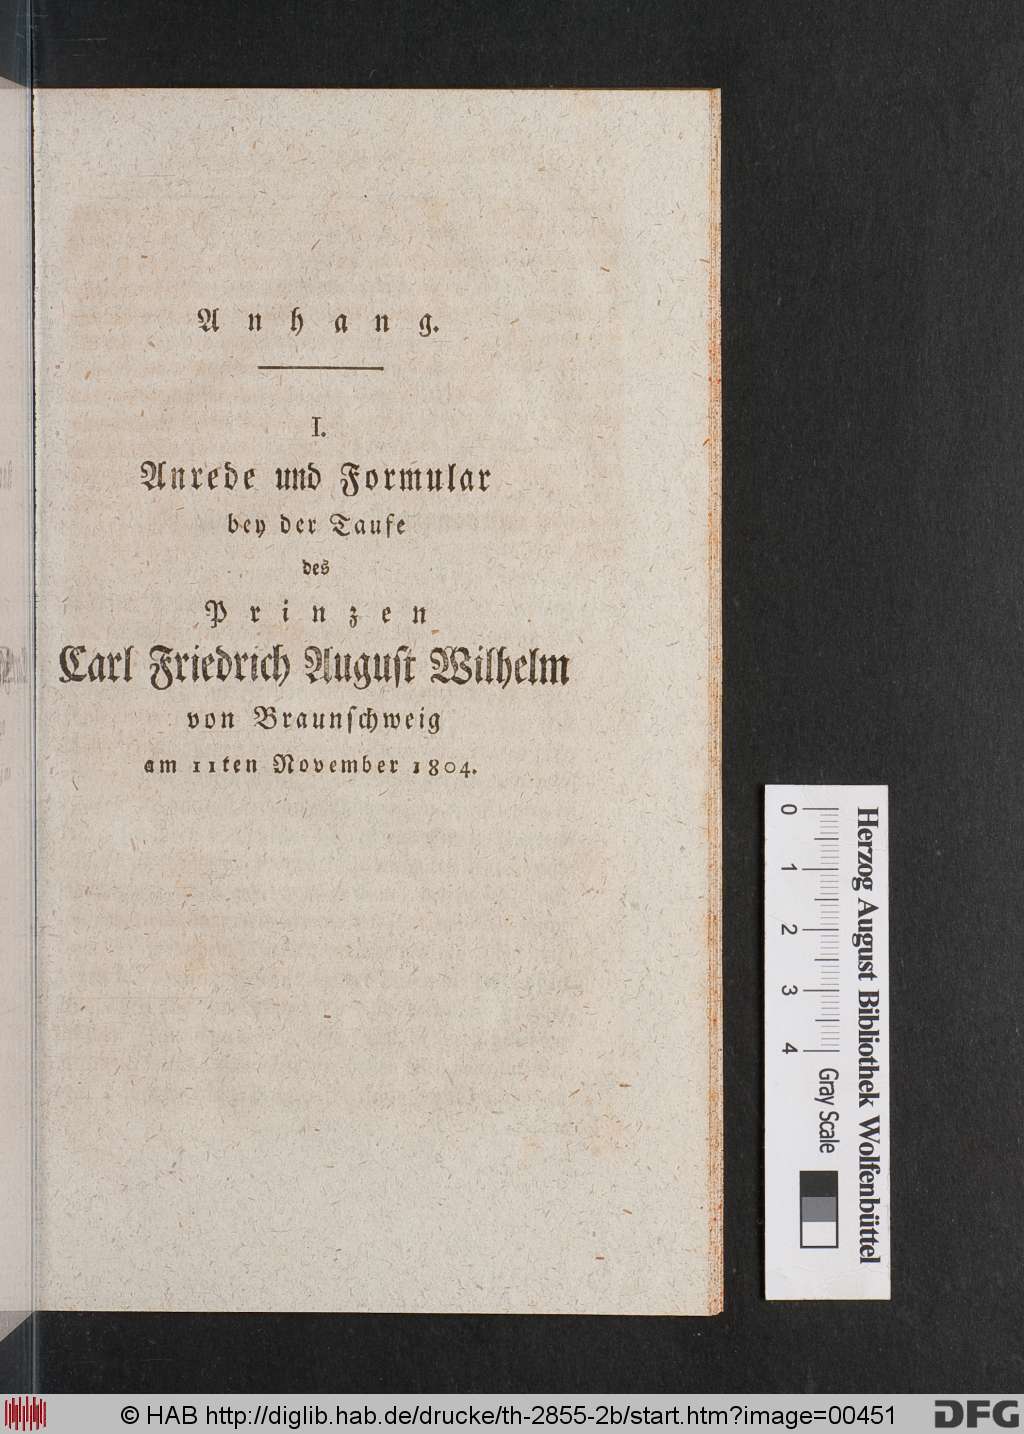 Anhang.
I.
Anrede und Formular
bey der Taufe
des
Prinzen
Carl Friedrich August Wilhelm
von Braunſchweig
am 11ten November 1804.
Herzog August Bibliothek Wolfenbüttel
0 1 2 3 4 Gray Scale
© HAB http://diglib.hab.de/drucke/th-2855-2b/start.htm?image=00451
DFG